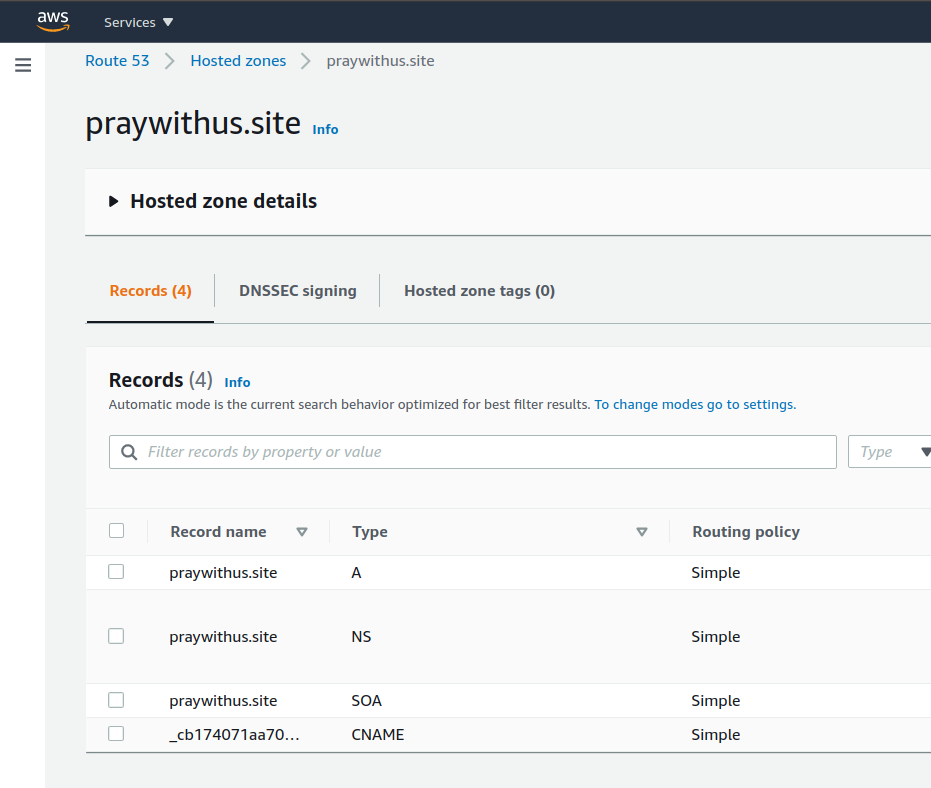 aws Services
Route 53 Hosted zones praywithus.site
praywithus.site Info
Hosted zone details
Records (4) DNSSEC signing Hosted zone tags (0)
Records (4) Info
Automatic mode is the current search behavior optimized for best filter results. To change modes go to settings.
Filter records by property or value Type
Record name Type Routing policy
praywithus.site A Simple
praywithus.site NS Simple
praywithus.site SOA Simple
_cb174071aa70... CNAME Simple